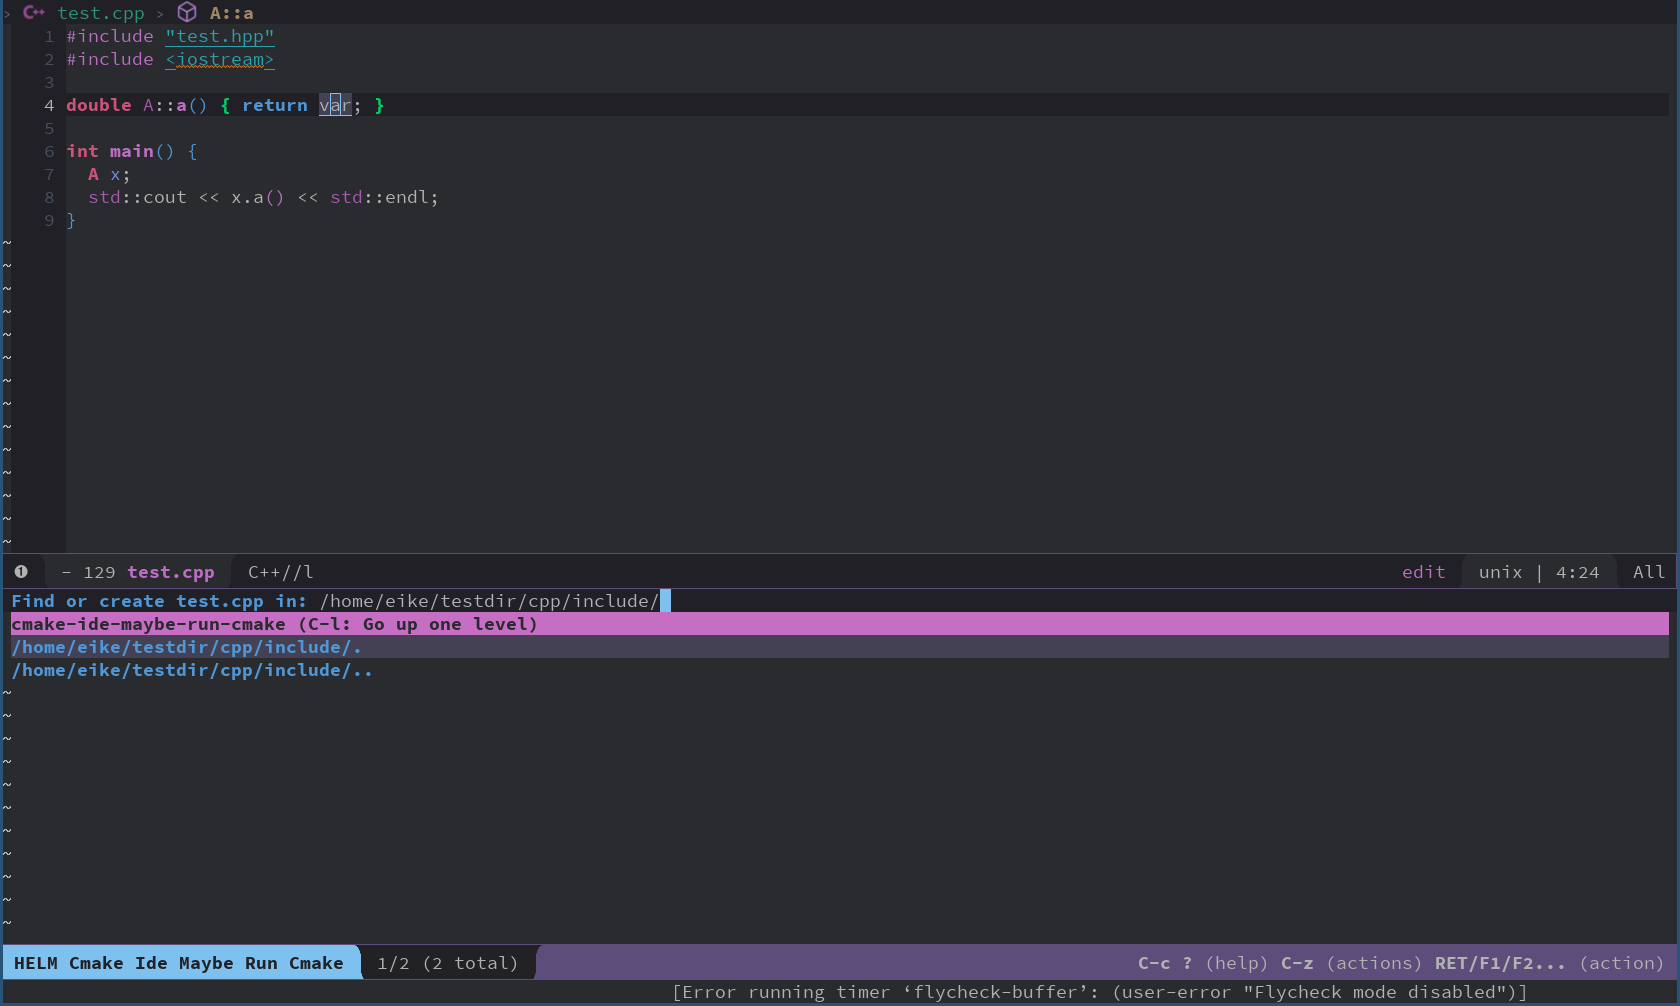 > C++ test.cpp > A::a
1 #include "test.hpp"
2 #include <iostream>
3
4 double A::a() { return var; }
5
6 int main() {
7   A x;
8   std::cout << x.a() << std::endl;
9 }
~
~
~
~
~
~
~
~
~
~
~
~
~
~
❶ - 129 test.cpp C++//l edit unix | 4:24 All
Find or create test.cpp in: /home/eike/testdir/cpp/include/
cmake-ide-maybe-run-cmake (C-l: Go up one level)
/home/eike/testdir/cpp/include/.
/home/eike/testdir/cpp/include/..
~
~
~
~
~
~
~
~
~
~
~
HELM Cmake Ide Maybe Run Cmake 1/2 (2 total) C-c ? (help) C-z (actions) RET/F1/F2... (action)
[Error running timer ‘flycheck-buffer’: (user-error "Flycheck mode disabled")]